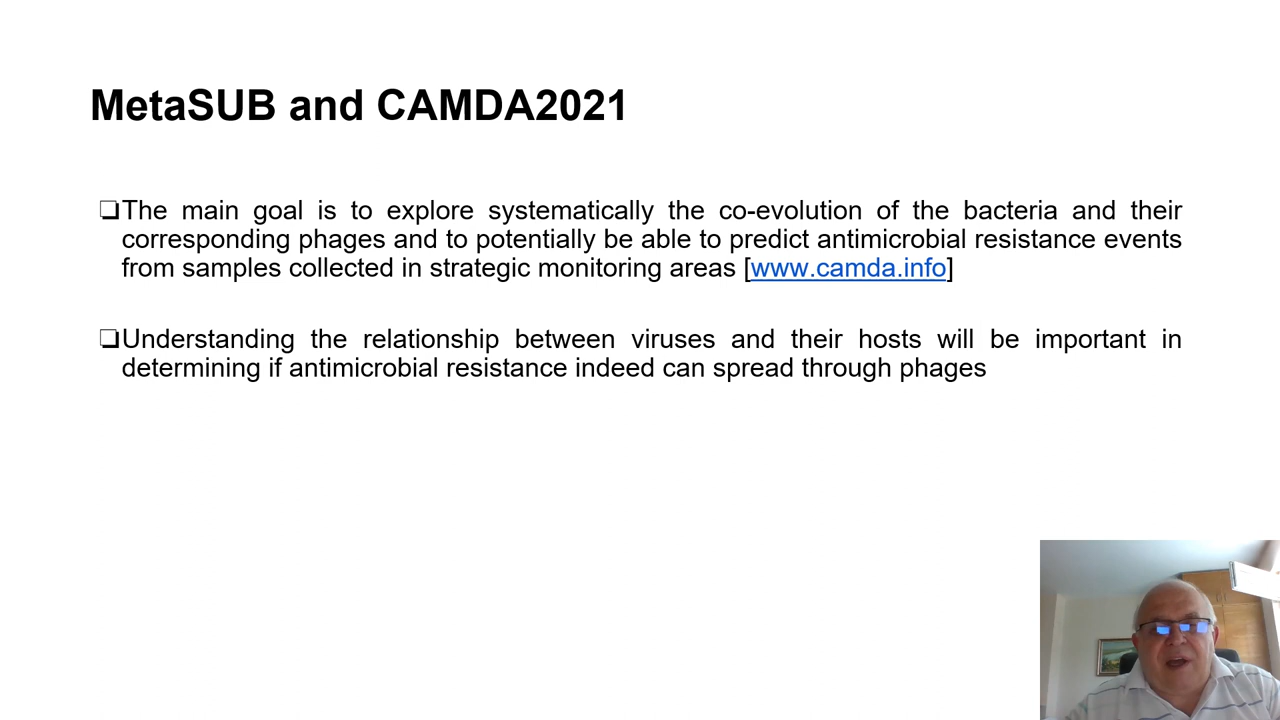 MetaSUB and CAMDA2021
❏The main goal is to explore systematically the co-evolution of the bacteria and their
corresponding phages and to potentially be able to predict antimicrobial resistance events
from samples collected in strategic monitoring areas [www.camda.info]
❏Understanding the relationship between viruses and their hosts will be important in
determining if antimicrobial resistance indeed can spread through phages